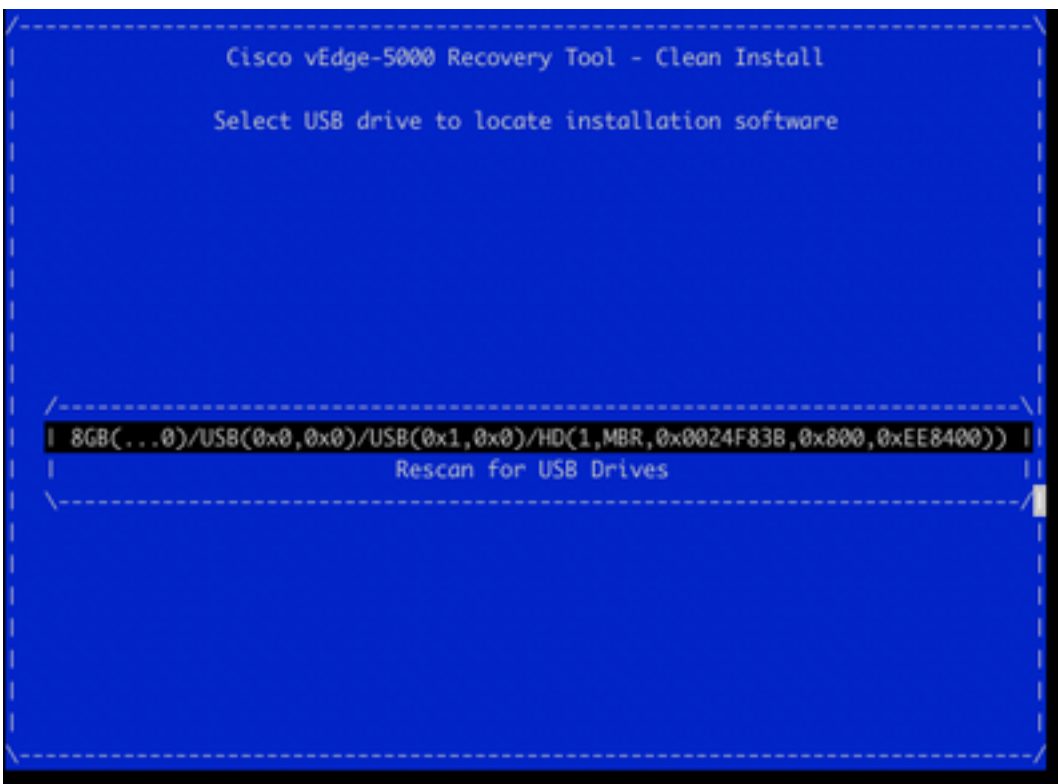 Cisco vEdge-5000 Recovery Tool - Clean Install
Select USB drive to locate installation software
8GB(...0)/USB(0x0,0x0)/USB(0x1,0x0)/HD(1,MBR,0x0024F83B,0x800,0xEE8400))
Rescan for USB Drives